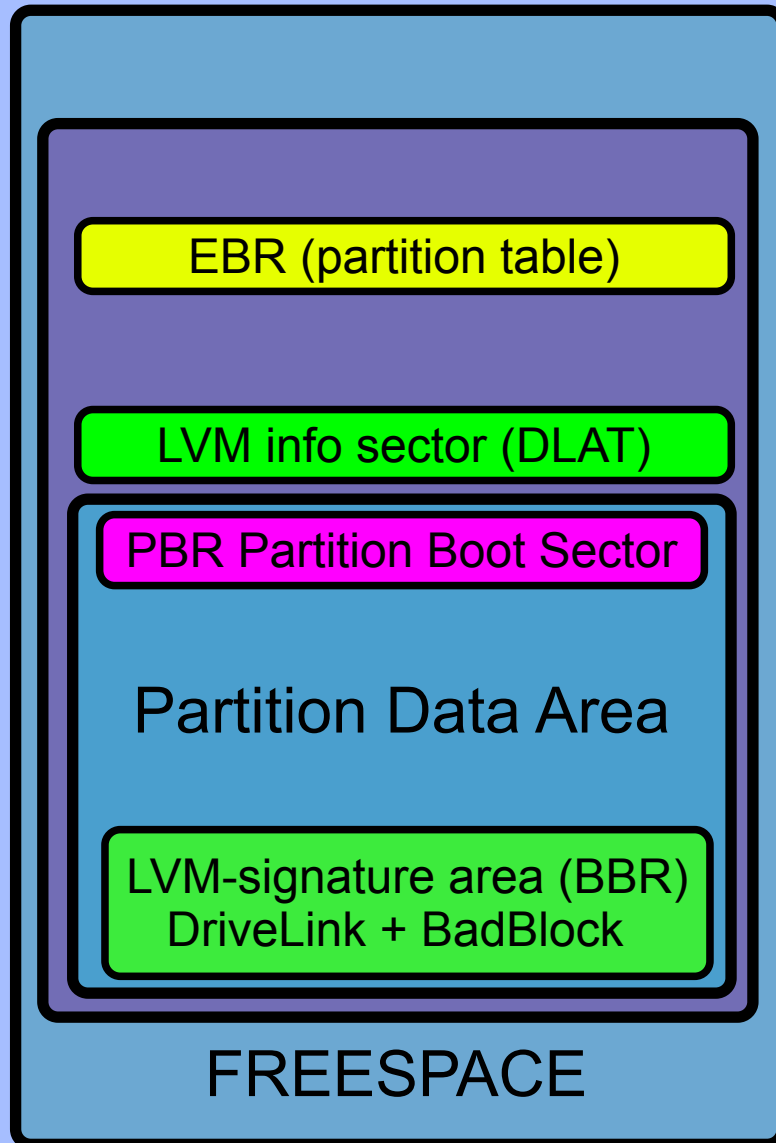 EBR (partition table)
LVM info sector (DLAT)
PBR Partition Boot Sector
Partition Data Area
LVM-signature area (BBR)
DriveLink + BadBlock
FREESPACE